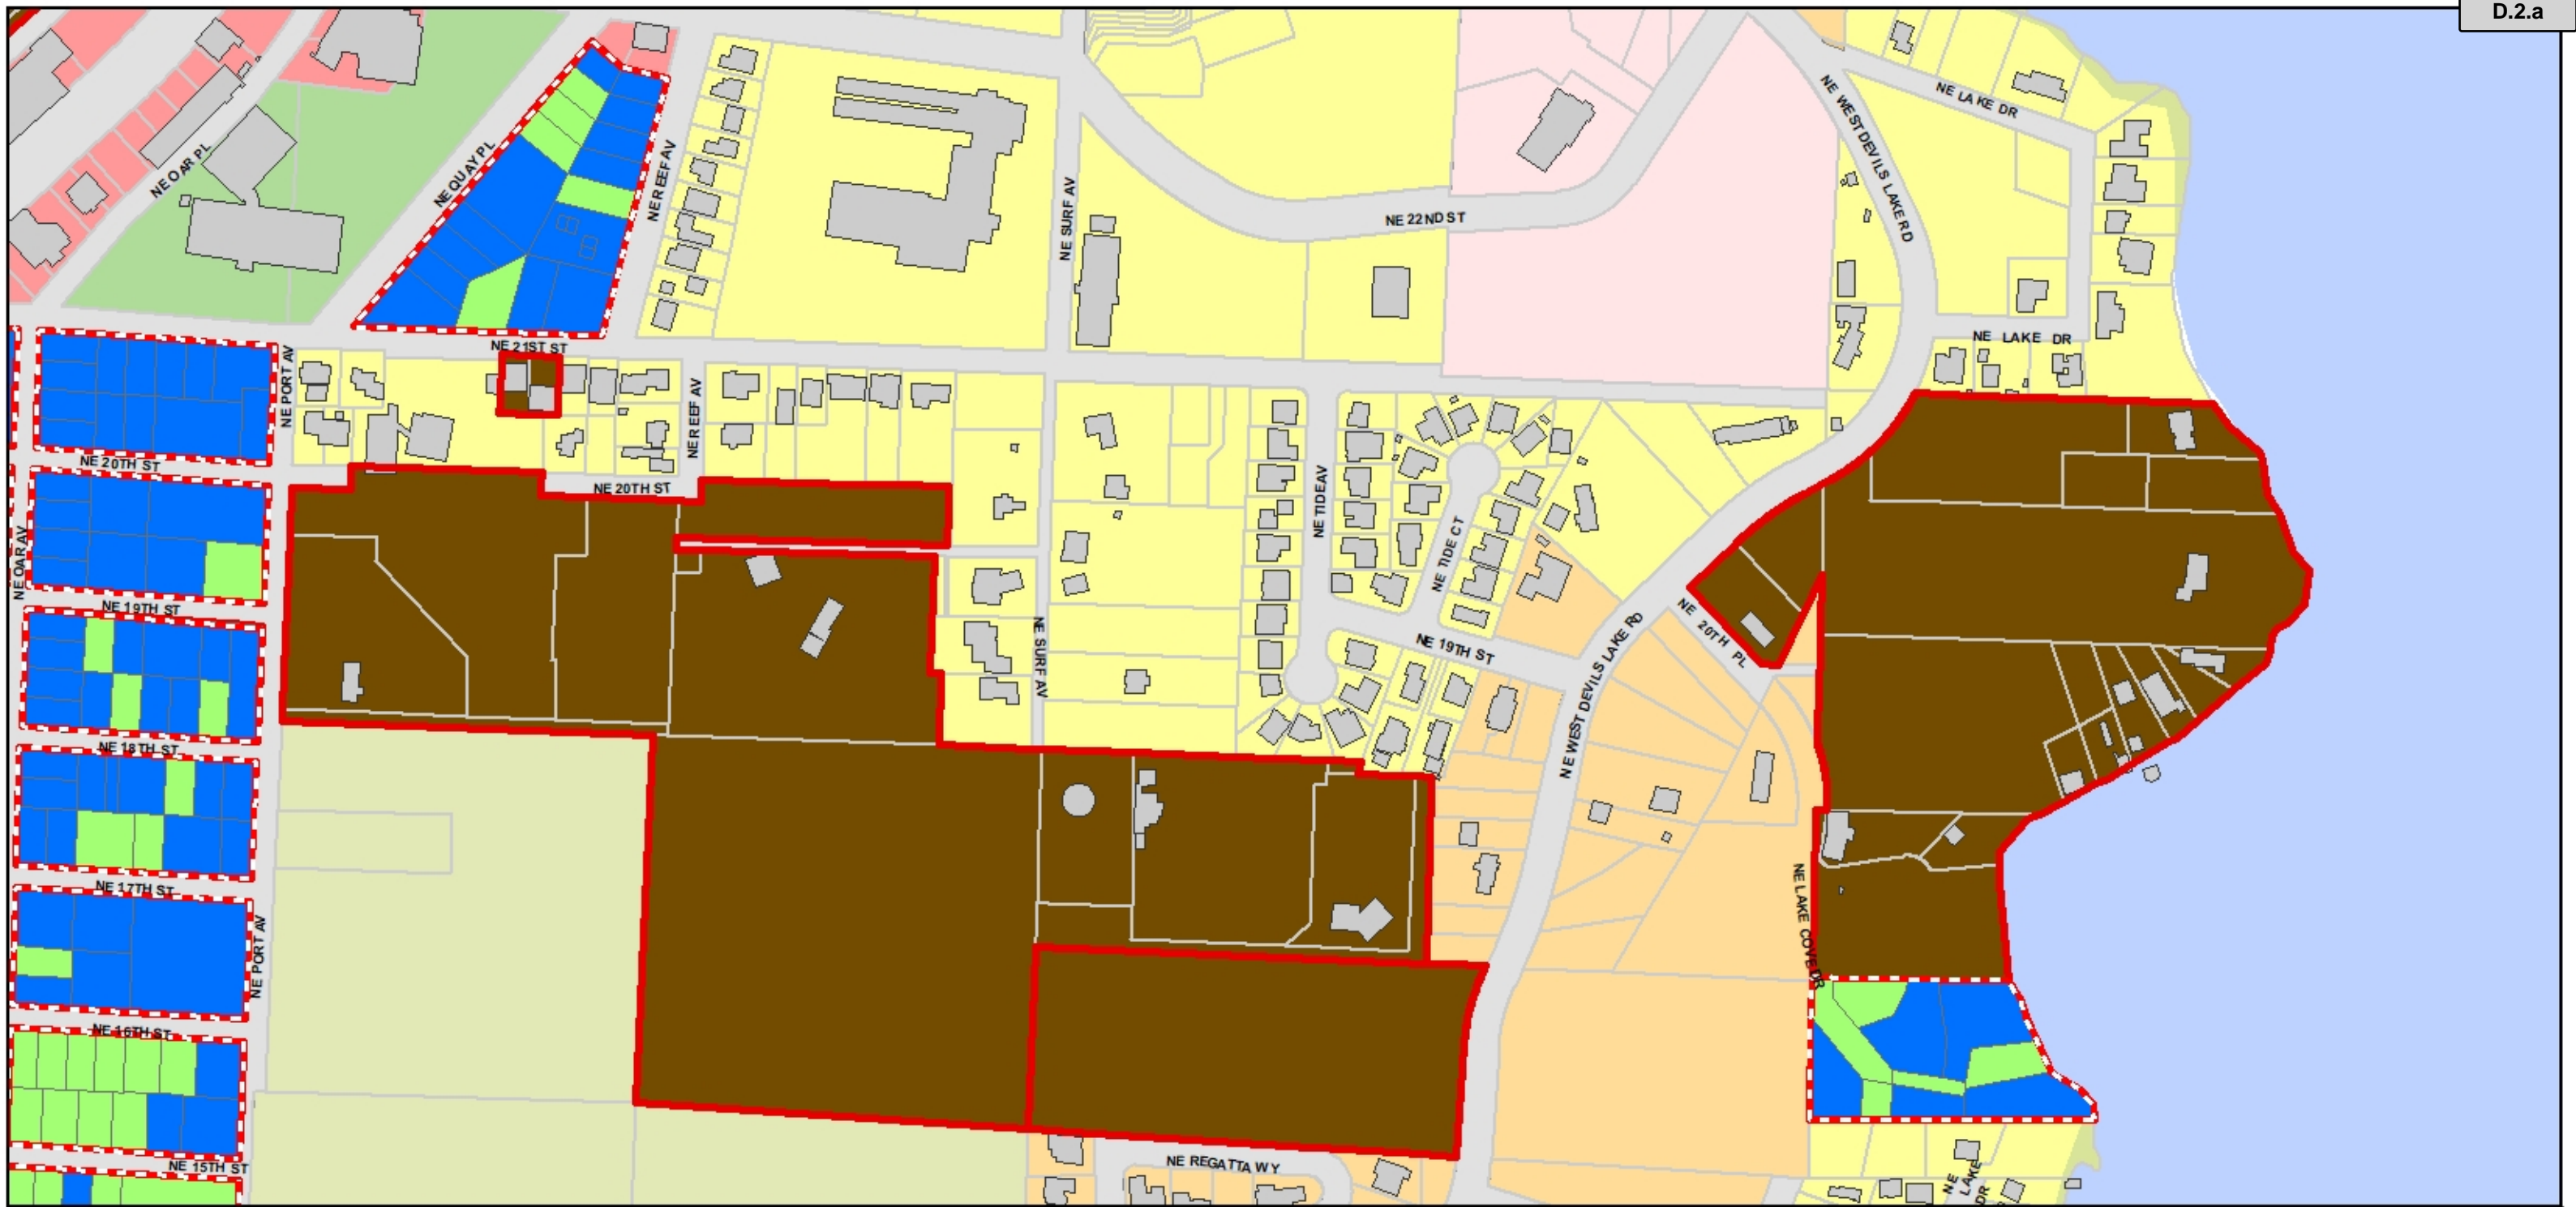 D.2.a
NE LAKE DR
NE WEST DEVILS LAKE RD
NE OAR PL
NE QUAY PL
NE REEF AV
NE SURF AV
NE 22ND ST
NE LAKE DR
NE 21ST ST
NE PORT AV
NE REEF AV
NE 20TH ST
NE 20TH ST
NE TIDE AV
NE TIDE CT
NE OAR AV
NE 19TH ST
NE 20TH PL
NE SURF AV
NE 19TH ST
NE WEST DEVILS LAKE RD
NE 18TH ST
NE 17TH ST
NE LAKE COVE DR
NE PORT AV
NE 16TH ST
NE 15TH ST
NE REGATTA WY
NE
LAKE
DR